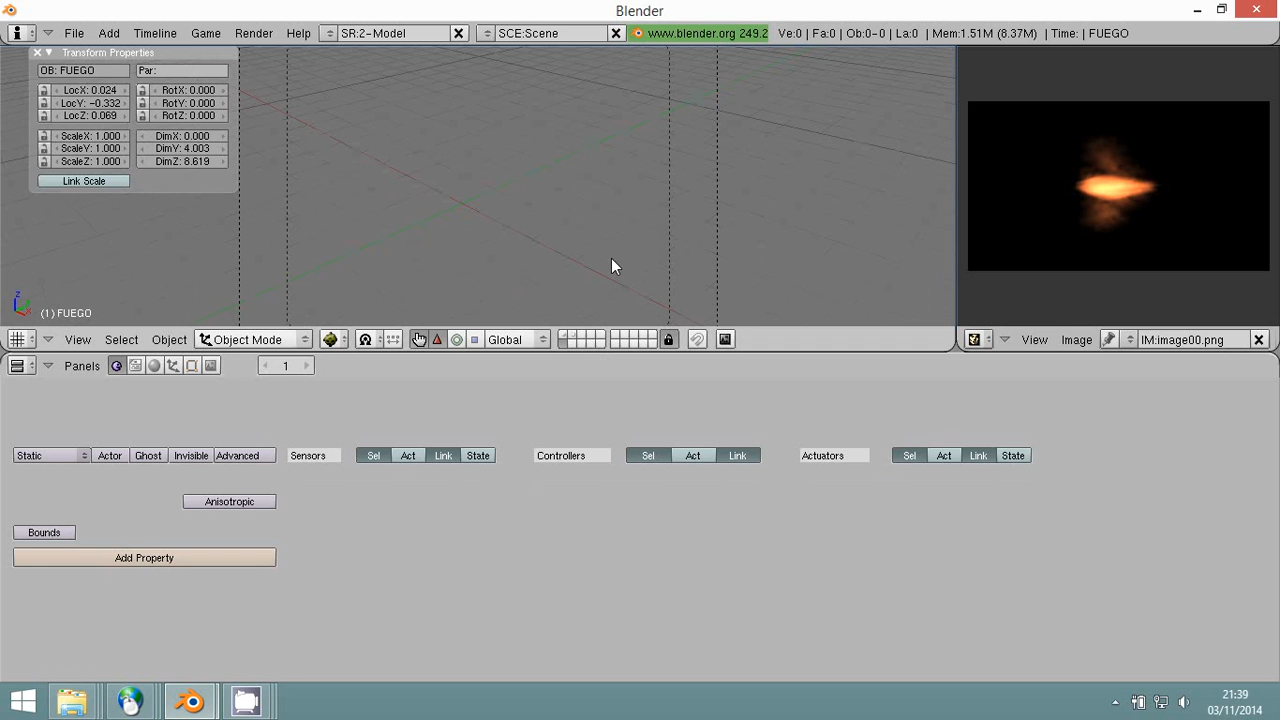 Blender
File Add Timeline Game Render Help SR:2-Model SCE:Scene www.blender.org 249.2 Ve:0 | Fa:0 | Ob:0-0 | La:0 | Mem:1.51M (8.37M) | Time: | FUEGO
Transform Properties
OB: FUEGO Par:
LocX: 0.024 RotX: 0.000
LocY: -0.332 RotY: 0.000
LocZ: 0.069 RotZ: 0.000
ScaleX: 1.000 DimX: 0.000
ScaleY: 1.000 DimY: 4.003
ScaleZ: 1.000 DimZ: 8.619
Link Scale
z
(1) FUEGO
View Select Object Object Mode Global View Image IM:image00.png
Panels 1
Static Actor Ghost Invisible Advanced Sensors Sel Act Link State Controllers Sel Act Link Actuators Sel Act Link State
Anisotropic
Bounds
Add Property
21:39
03/11/2014